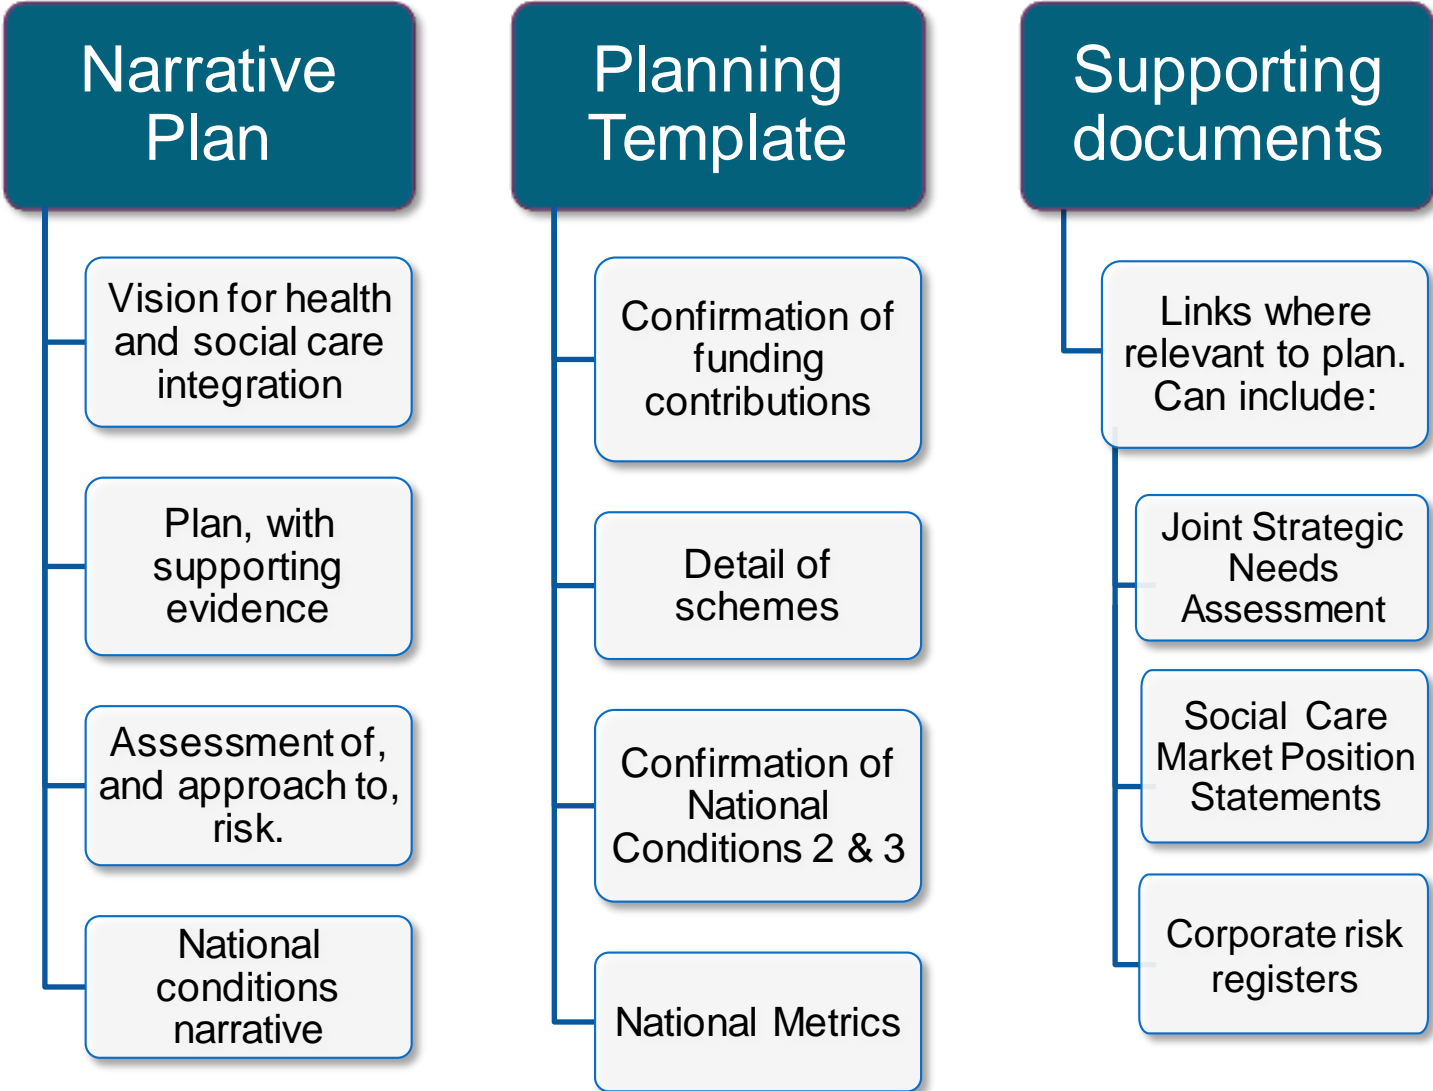 Narrative
Plan
Vision for health
and social care
integration
Plan, with
supporting
evidence
Assessment of,
and approach to,
risk.
National
conditions
narrative
Planning
Template
Confirmation of
funding
contributions
Detail of
schemes
Confirmation of
National
Conditions 2 & 3
National Metrics
Supporting
documents
Links where
relevant to plan.
Can include:
Joint Strategic
Needs
Assessment
Social Care
Market Position
Statements
Corporate risk
registers